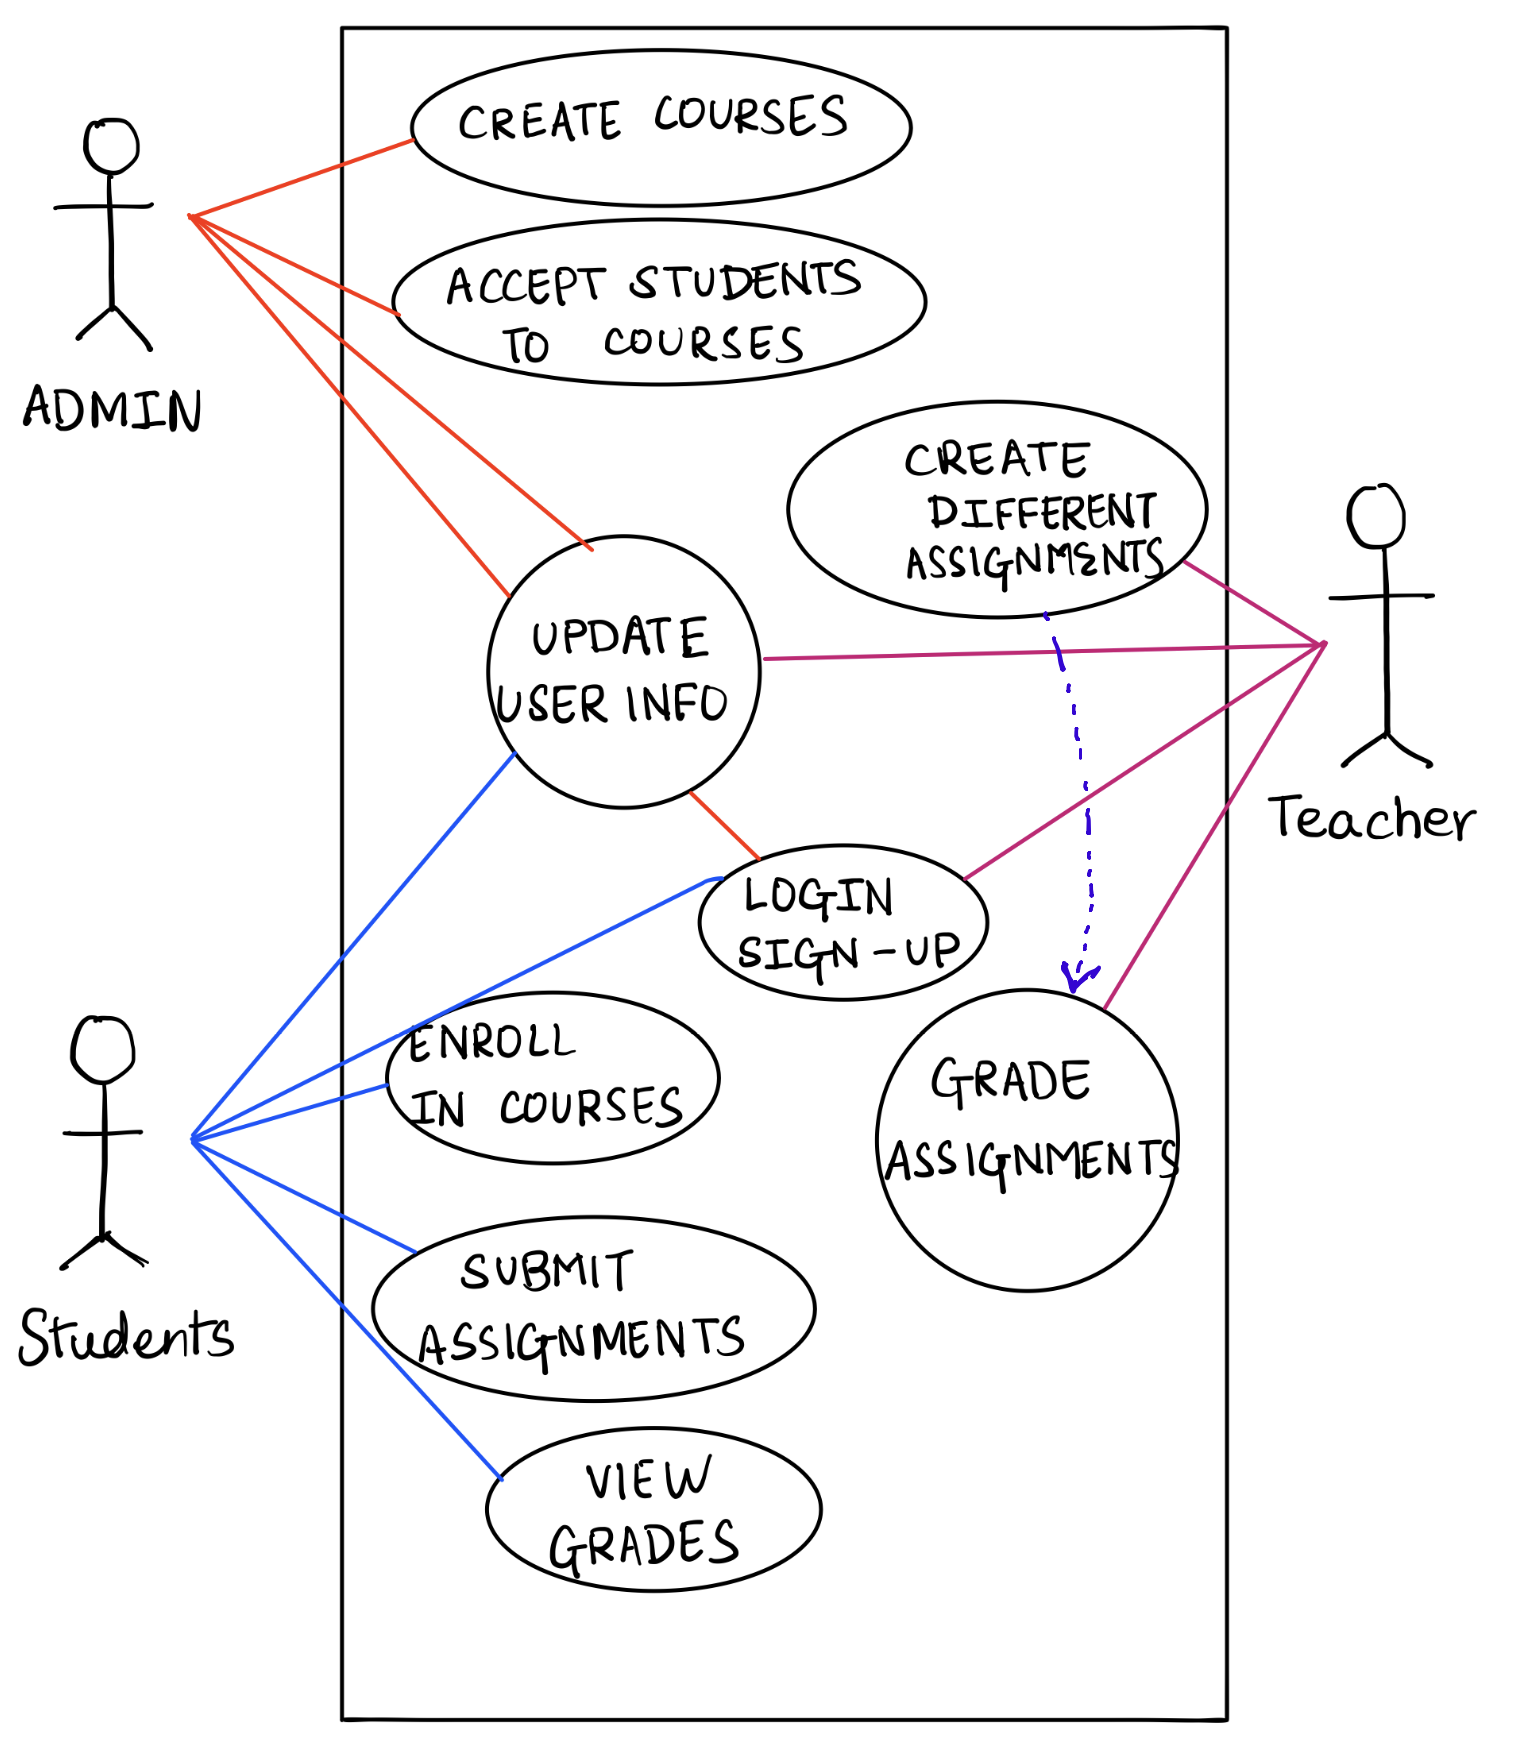 CREATE COURSES
ACCEPT STUDENTS
TO COURSES
ADMIN
CREATE
DIFFERENT
ASSIGNMENTS
UPDATE
USER INFO
Teacher
LOGIN
SIGN-UP
ENROLL
IN COURSES
GRADE
ASSIGNMENTS
Students
SUBMIT
ASSIGNMENTS
VIEW
GRADES